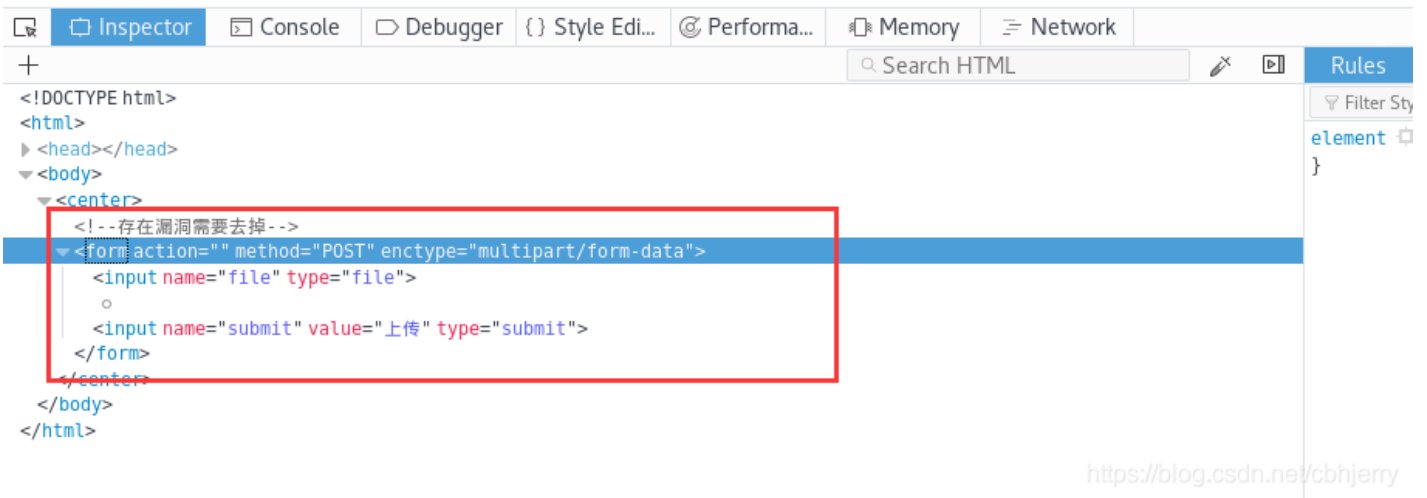 Inspector Console Debugger { } Style Edi... Performa... Memory Network
+ Search HTML Rules
<!DOCTYPE html>
Filter Sty
<html>
element
<head></head>
}
<body>
<center>
<!--存在漏洞需要去掉-->
<form action="" method="POST" enctype="multipart/form-data">
<input name="file" type="file">
<input name="submit" value="上传" type="submit">
</form>
</center>
</body>
</html>
https://blog.csdn.net/cbhjerry